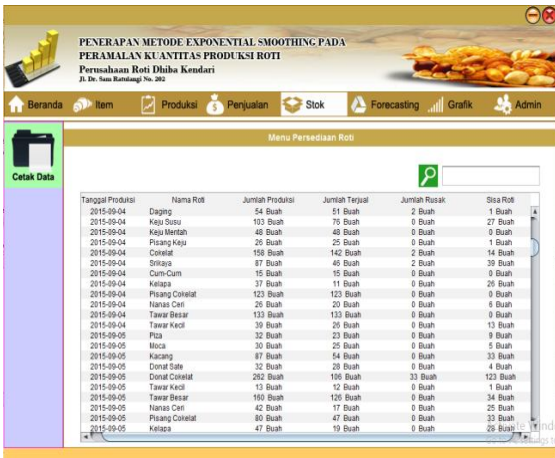 PENERAPAN METODE EXPONENTIAL SMOOTHING PADA
PERAMALAN KUANTITAS PRODUKSI ROTI
Perusahaan Roti Dhiba Kendari
Jl. Dr. Sam Ratulangi No. 202
Beranda Item Produksi Penjualan Stok Forecasting Grafik Admin
Menu Persediaan Roti
Cetak Data
Tanggal Produksi Nama Roti Jumlah Produksi Jumlah Terjual Jumlah Rusak Sisa Roti
2015-09-04 Daging 54 Buah 51 Buah 2 Buah 1 Buah
2015-09-04 Keju Susu 103 Buah 76 Buah 0 Buah 27 Buah
2015-09-04 Keju Mentah 48 Buah 48 Buah 0 Buah 0 Buah
2015-09-04 Pisang Keju 26 Buah 25 Buah 0 Buah 1 Buah
2015-09-04 Cokelat 158 Buah 142 Buah 2 Buah 14 Buah
2015-09-04 Srikaya 87 Buah 46 Buah 2 Buah 39 Buah
2015-09-04 Cum-Cum 15 Buah 15 Buah 0 Buah 0 Buah
2015-09-04 Kelapa 37 Buah 11 Buah 0 Buah 26 Buah
2015-09-04 Pisang Cokelat 123 Buah 123 Buah 0 Buah 0 Buah
2015-09-04 Nanas Ceri 26 Buah 20 Buah 0 Buah 6 Buah
2015-09-04 Tawar Besar 133 Buah 133 Buah 0 Buah 0 Buah
2015-09-04 Tawar Kecil 39 Buah 26 Buah 0 Buah 13 Buah
2015-09-05 Piza 32 Buah 23 Buah 0 Buah 9 Buah
2015-09-05 Moca 30 Buah 25 Buah 0 Buah 5 Buah
2015-09-05 Kacang 87 Buah 54 Buah 0 Buah 33 Buah
2015-09-05 Donat Sate 32 Buah 28 Buah 0 Buah 4 Buah
2015-09-05 Donat Cokelat 262 Buah 106 Buah 33 Buah 123 Buah
2015-09-05 Tawar Kecil 13 Buah 12 Buah 0 Buah 1 Buah
2015-09-05 Tawar Besar 160 Buah 126 Buah 0 Buah 34 Buah
2015-09-05 Nanas Ceri 42 Buah 17 Buah 0 Buah 25 Buah
2015-09-05 Pisang Cokelat 80 Buah 47 Buah 0 Buah 33 Buah
2015-09-05 Kelapa 47 Buah 19 Buah 0 Buah 28 Buah